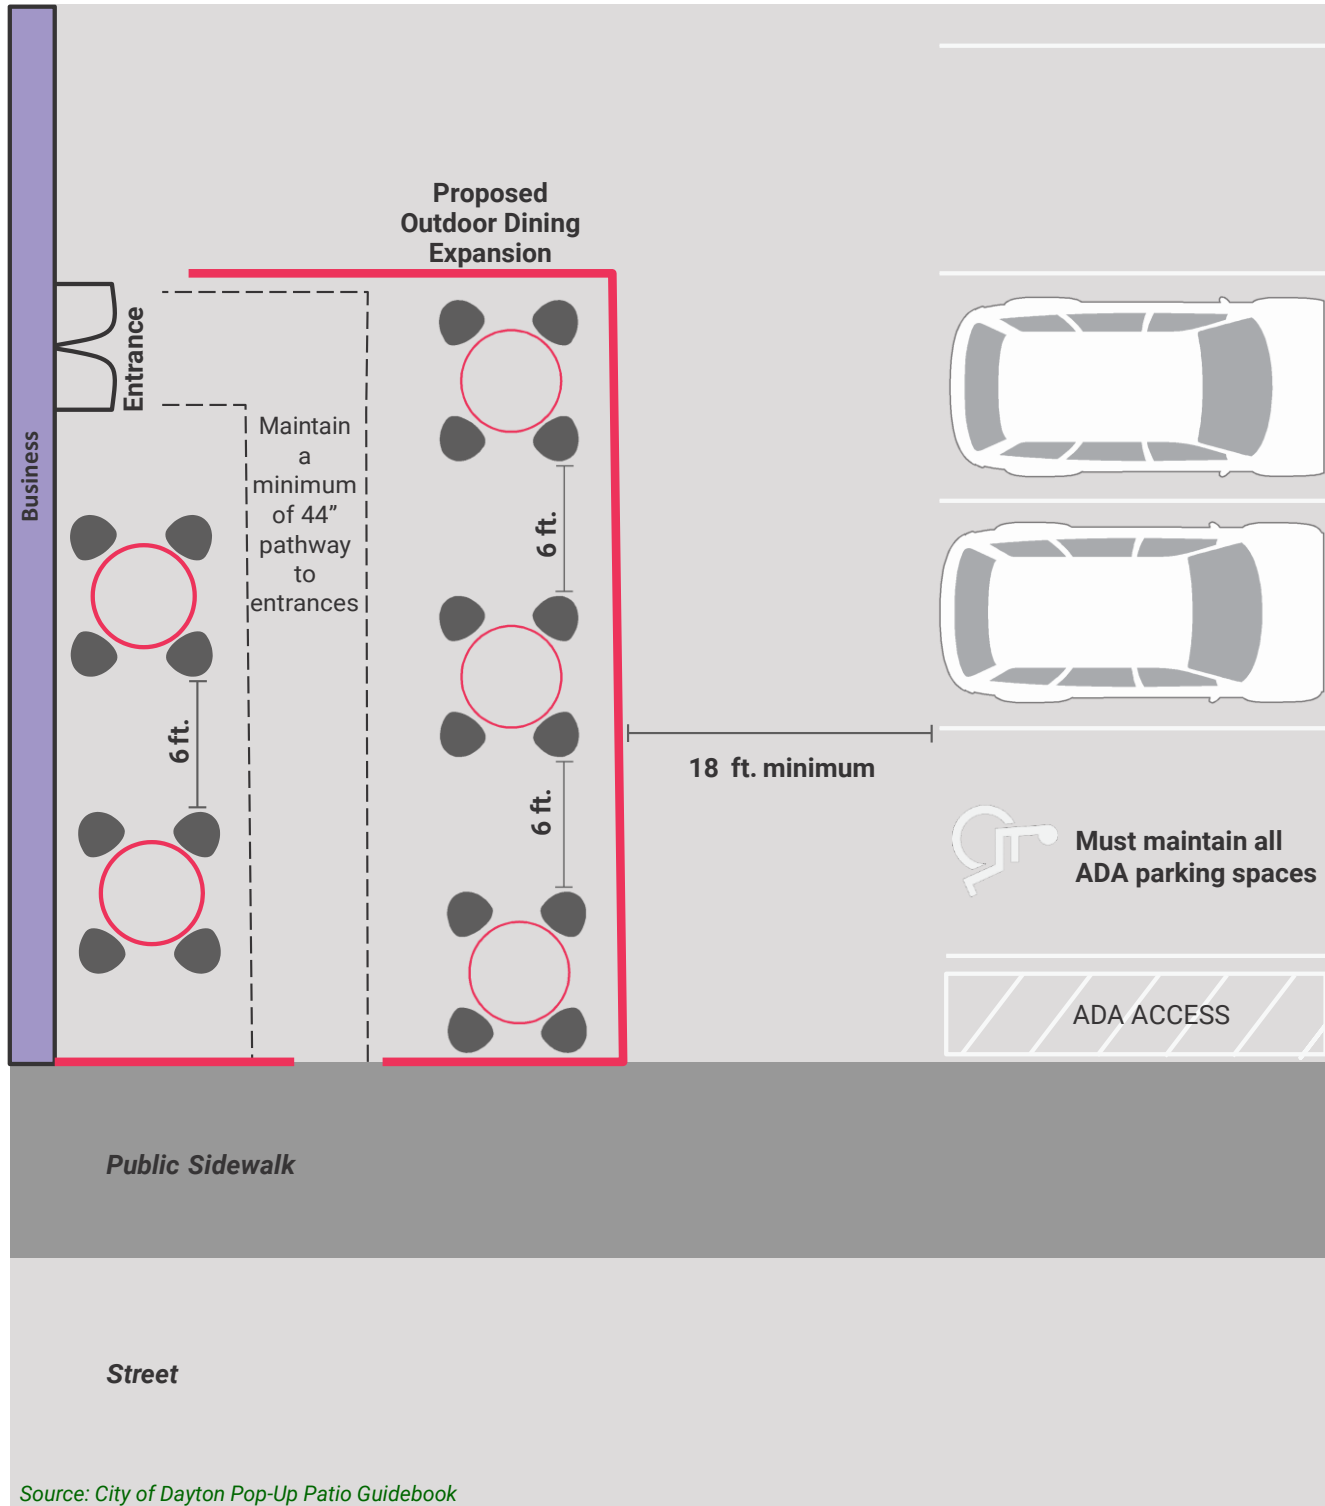 Proposed
Outdoor Dining
Expansion
Entrance
Business
Maintain
a
minimum
of 44”
pathway
to
entrances
6 ft.
6 ft.
6 ft.
18 ft. minimum
Must maintain all
ADA parking spaces
ADA ACCESS
Public Sidewalk
Street
Source: City of Dayton Pop-Up Patio Guidebook